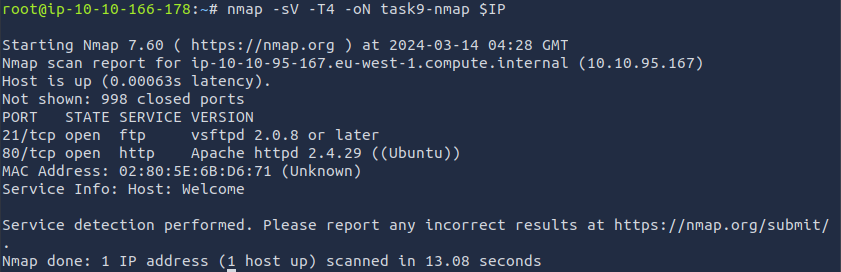 root@ip-10-10-166-178:~# nmap -sV -T4 -oN task9-nmap $IP
Starting Nmap 7.60 ( https://nmap.org ) at 2024-03-14 04:28 GMT
Nmap scan report for ip-10-10-95-167.eu-west-1.compute.internal (10.10.95.167)
Host is up (0.00063s latency).
Not shown: 998 closed ports
PORT   STATE SERVICE VERSION
21/tcp open  ftp     vsftpd 2.0.8 or later
80/tcp open  http    Apache httpd 2.4.29 ((Ubuntu))
MAC Address: 02:80:5E:6B:D6:71 (Unknown)
Service Info: Host: Welcome
Service detection performed. Please report any incorrect results at https://nmap.org/submit/
.
Nmap done: 1 IP address (1 host up) scanned in 13.08 seconds